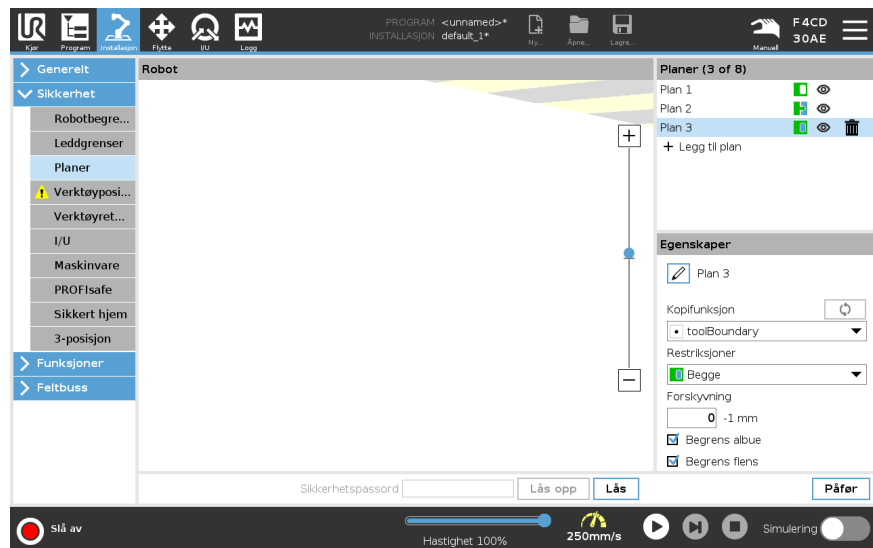 PROGRAM <unnamed>*
INSTALLASJON default_1*
F4CD
30AE
Kjør Program Installasjon Flytte I/U Logg Ny... Åpne... Lagre... Manuell
Generelt
Sikkerhet
Robotbegre...
Leddgrenser
Planer
Verktøyposi...
Verktøyret...
I/U
Maskinvare
PROFIsafe
Sikkert hjem
3-posisjon
Funksjoner
Feltbuss
Robot
Planer (3 of 8)
Plan 1
Plan 2
Plan 3
Legg til plan
Egenskaper
Plan 3
Kopifunksjon
toolBoundary
Restriksjoner
Begge
Forskyvning
0 -1 mm
Begrens albue
Begrens flens
Sikkerhetspassord Lås opp Lås Påfør
Slå av
Hastighet 100%
250mm/s
Simulering